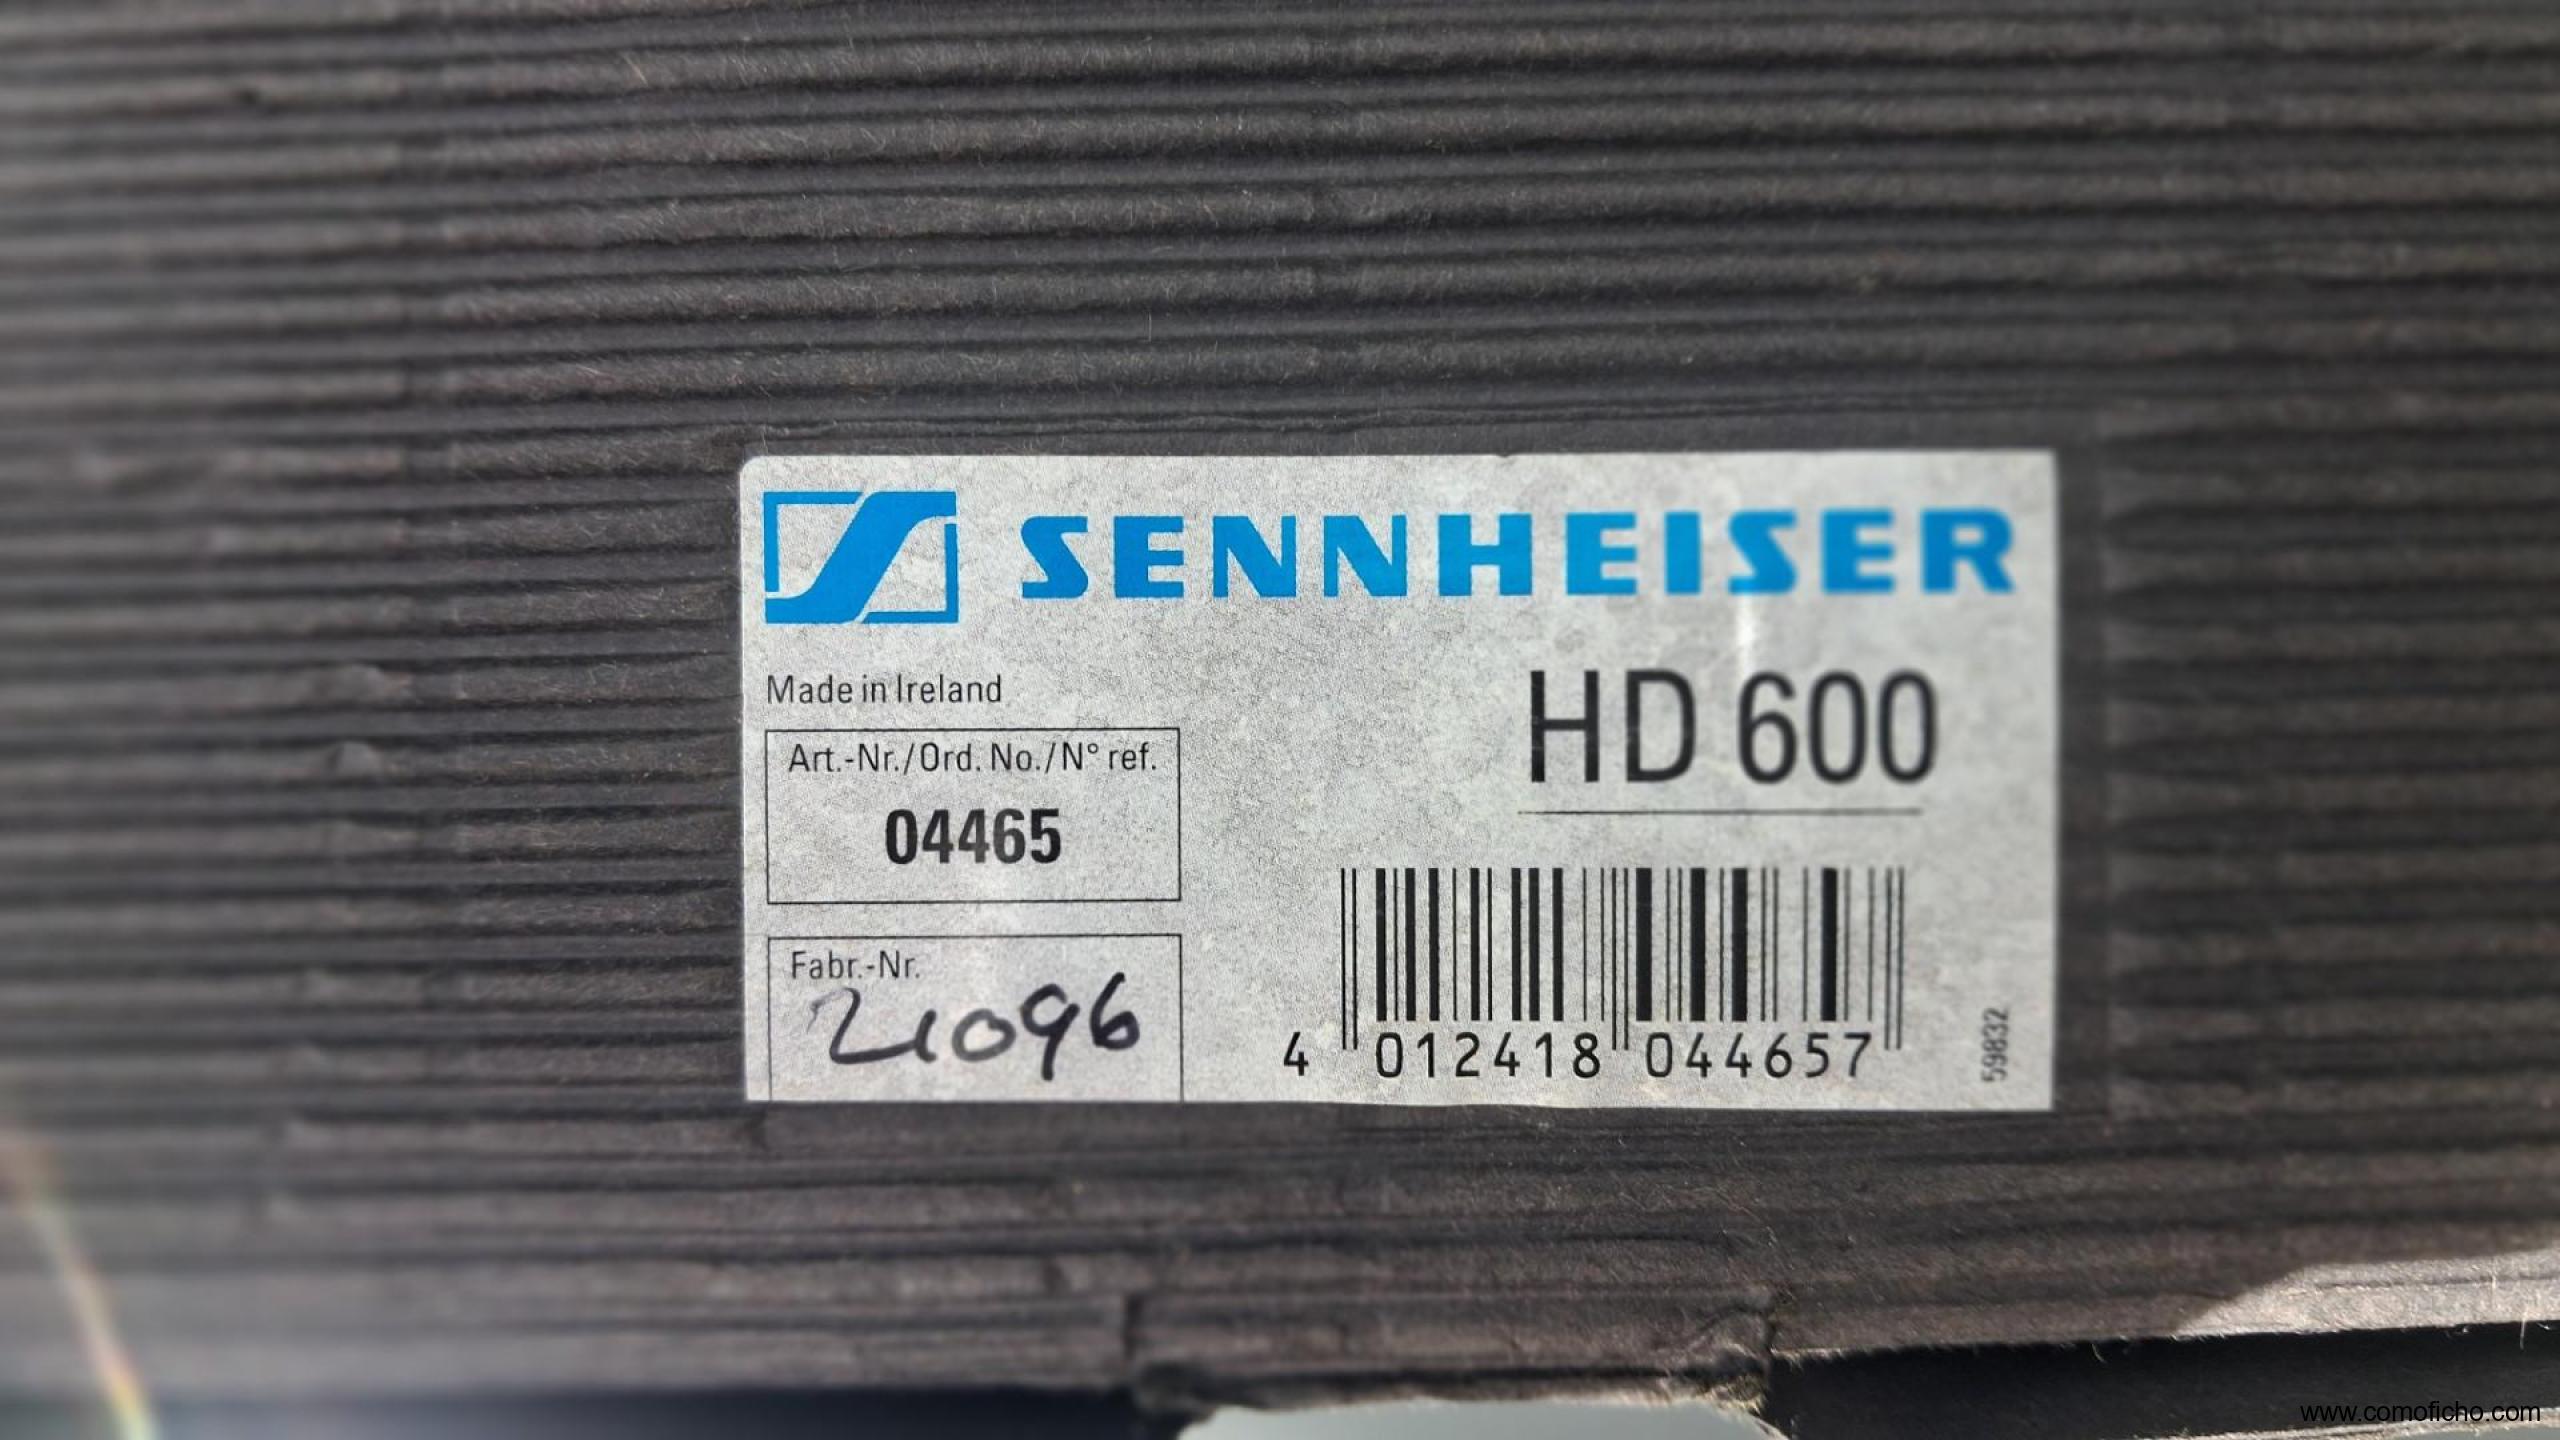 SENNHEISER
Made in Ireland
HD 600
Art.-Nr./Ord. No./N° ref.
04465
Fabr.-Nr.
21096
4 012418 044657
59832
www.comoficho.com